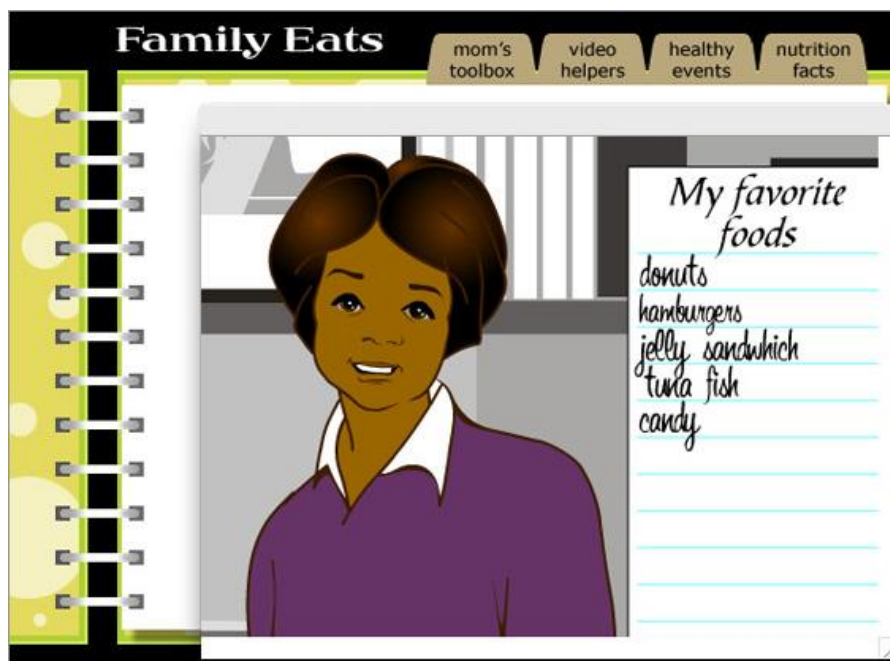 Family Eats
mom's
toolbox
video
helpers
healthy
events
nutrition
facts
My favorite
foods
donuts
hamburgers
jelly sandwhich
tuna fish
candy